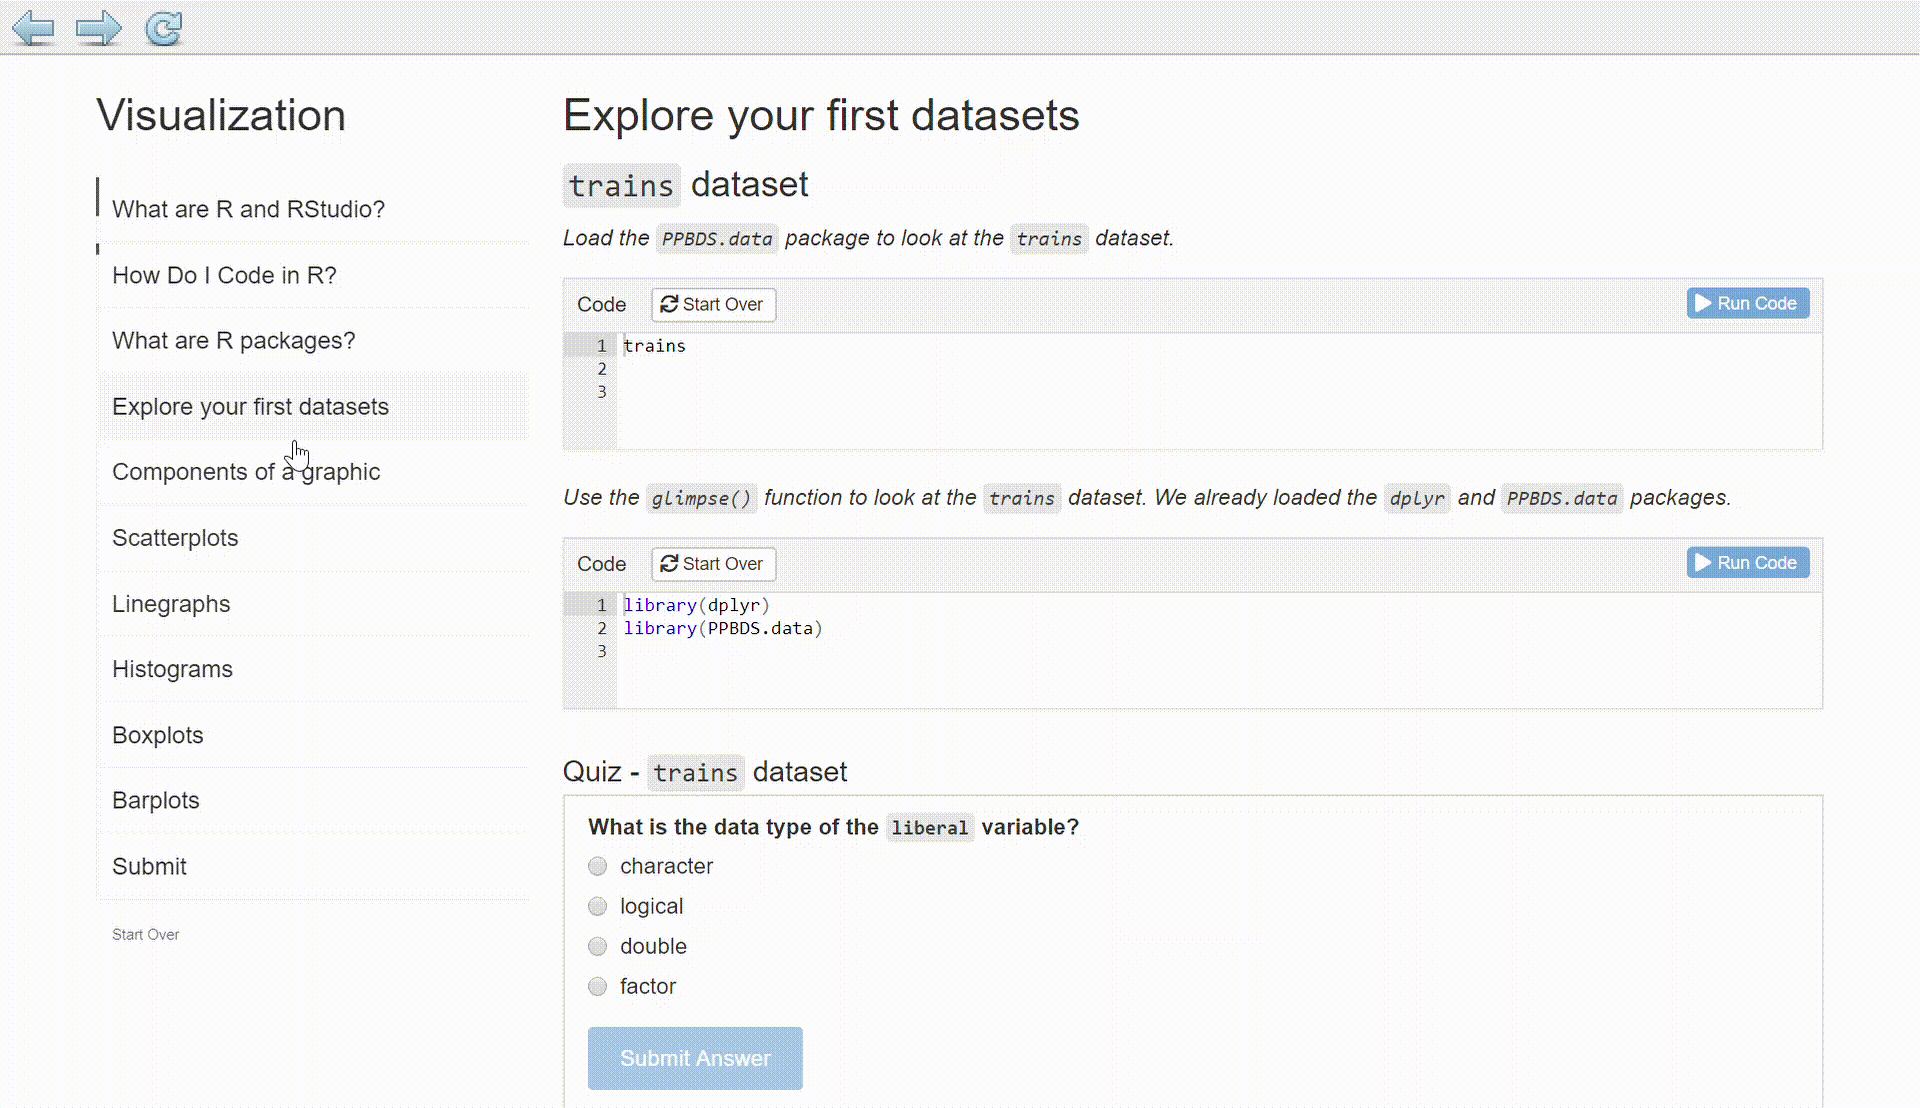 Visualization
What are R and RStudio?
How Do I Code in R?
What are R packages?
Explore your first datasets
Components of a graphic
Scatterplots
Linegraphs
Histograms
Boxplots
Barplots
Submit
Start Over
Explore your first datasets
trains dataset
Load the PPBDS.data package to look at the trains dataset.
Code Start Over Run Code
1 trains
2
3
Use the glimpse() function to look at the trains dataset. We already loaded the dplyr and PPBDS.data packages.
Code Start Over Run Code
1 library(dplyr)
2 library(PPBDS.data)
3
Quiz - trains dataset
What is the data type of the liberal variable?
character
logical
double
factor
Submit Answer